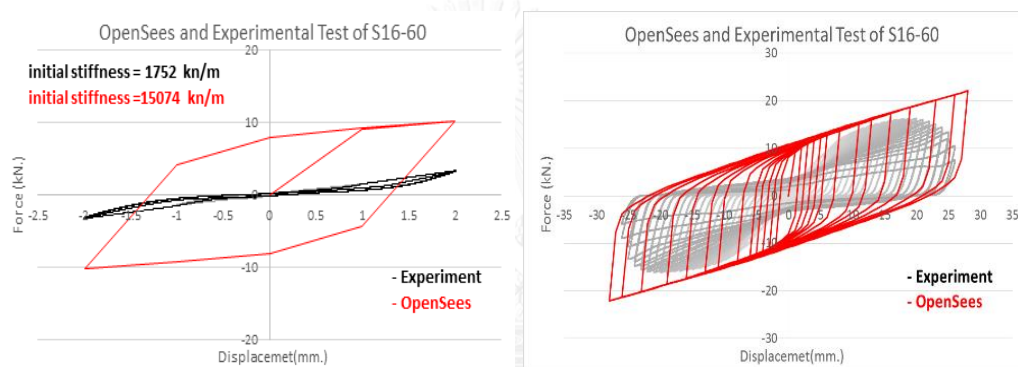 OpenSees and Experimental Test of S16-60
20
initial stiffness = 1752 kn/m
initial stiffness =15074 kn/m
10
0
-2.5 -2 -1.5 -1 -0.5 0 0.5 1 1.5 2 2.5
-10
-20
Force (kN.)
- Experiment
- OpenSees
Displacemet(mm.)
OpenSees and Experimental Test of S16-60
30
20
10
0
-35 -30 -25 -20 -15 -10 -5 0 5 10 15 20 25 30 35
-10
-20
-30
Force (kN.)
- Experiment
- OpenSees
Displacemet(mm.)